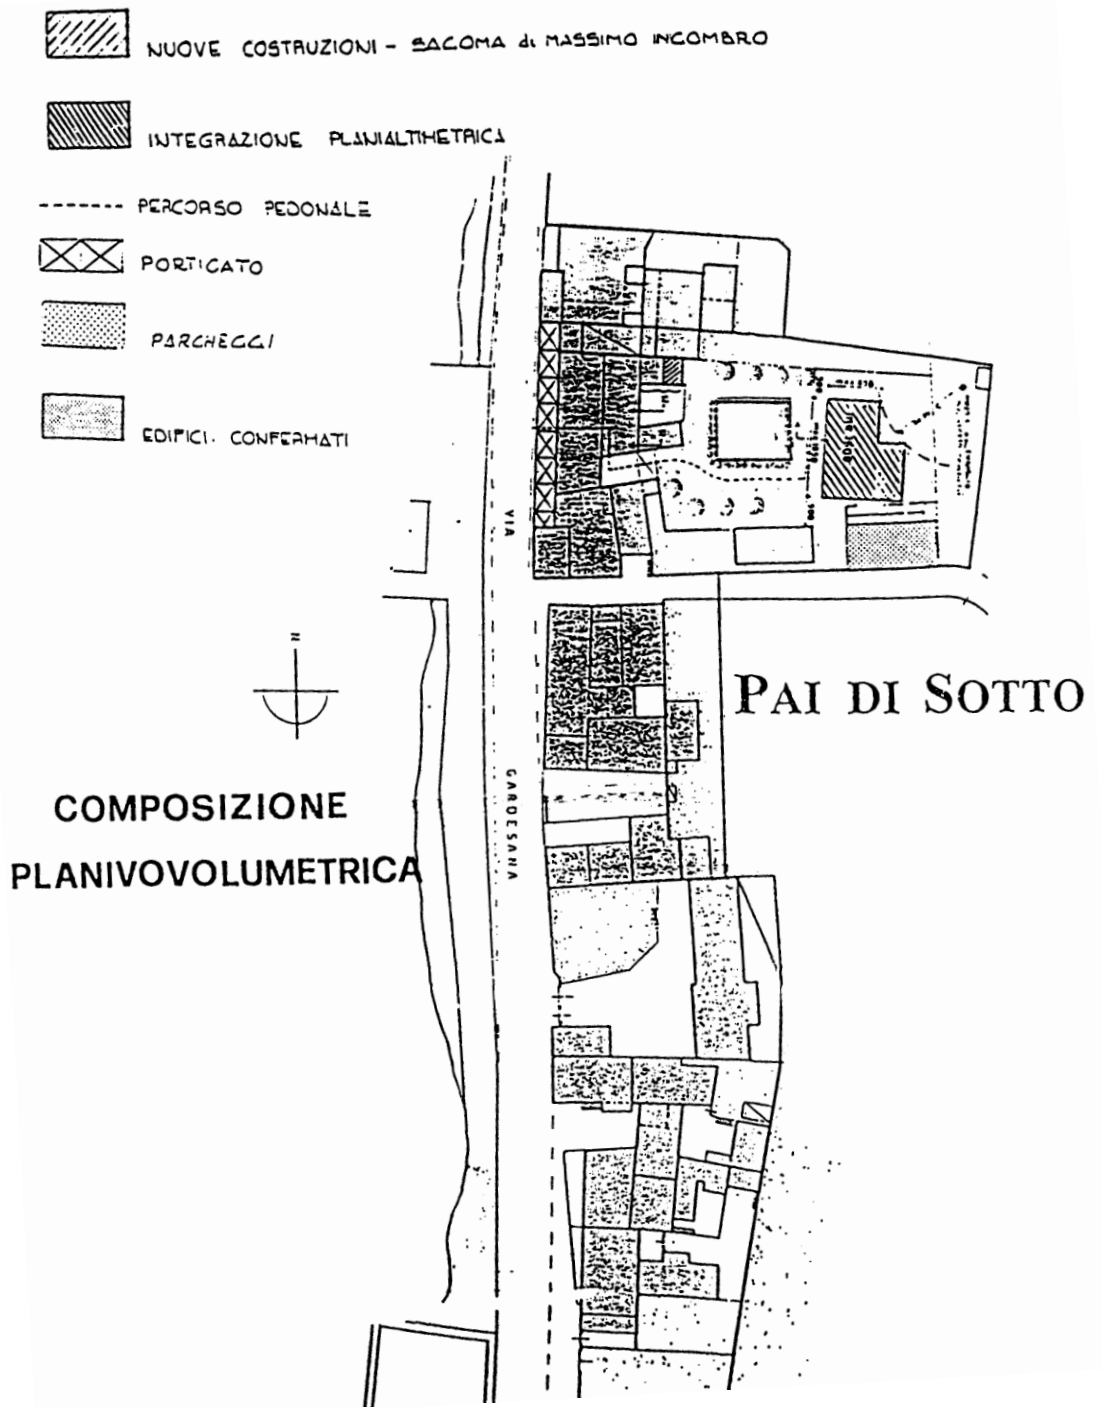 NUOVE COSTRUZIONI - SAGOMA di MASSIMO INGOMBRO
INTEGRAZIONE PLANIALTIMETRICA
PERCORSO PEDONALE
PORTICATO
PARCHEGGI
EDIFICI CONFERMATI
VIA
N
PAI DI SOTTO
GARDESANA
COMPOSIZIONE
PLANIVOVOLUMETRICA